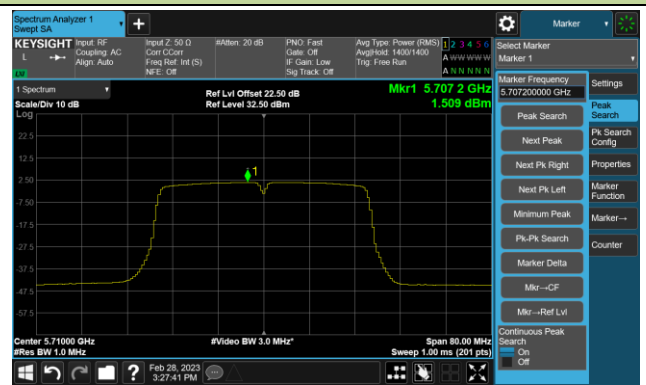 Spectrum Analyzer 1
Swept SA
Marker
KEYSIGHT
L
LXI
Input: RF
Coupling: AC
Align: Auto
Input Z: 50 Ω
Corr CCorr
Freq Ref: Int (S)
NFE: Off
#Atten: 20 dB
PNO: Fast
Gate: Off
IF Gain: Low
Sig Track: Off
Avg Type: Power (RMS)
Avg|Hold: 1400/1400
Trig: Free Run
1 2 3 4 5 6
A W W W W W
A N N N N N
Select Marker
Marker 1
1 Spectrum
Scale/Div 10 dB
Log
Ref Lvl Offset 22.50 dB
Ref Level 32.50 dBm
Mkr1 5.707 2 GHz
1.509 dBm
22.5
12.5
2.50
-7.50
-17.5
-27.5
-37.5
-47.5
-57.5
1
Center 5.71000 GHz
#Res BW 1.0 MHz
#Video BW 3.0 MHz*
Span 80.00 MHz
Sweep 1.00 ms (201 pts)
Marker Frequency
5.707200000 GHz
Peak Search
Next Peak
Next Pk Right
Next Pk Left
Minimum Peak
Pk-Pk Search
Marker Delta
Mkr→CF
Mkr→Ref Lvl
Continuous Peak
Search
On
Off
Settings
Peak
Search
Pk Search
Config
Properties
Marker
Function
Marker→
Counter
?
Feb 28, 2023
3:27:41 PM